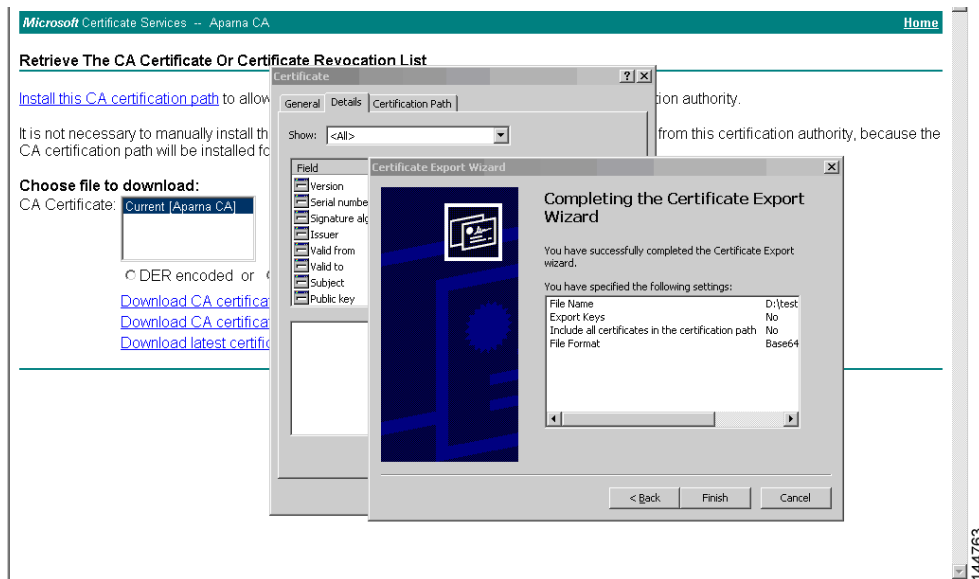 Microsoft Certificate Services -- Aparna CA Home
Retrieve The CA Certificate Or Certificate Revocation List
Install this CA certification path to allow
tion authority.
It is not necessary to manually install th
from this certification authority, because the
CA certification path will be installed fo
Choose file to download:
CA Certificate: Current [Aparna CA]
DER encoded or
Download CA certifica
Download CA certifica
Download latest certific
Certificate
General Details Certification Path
Show: <All>
Field
Version
Serial numbe
Signature alg
Issuer
Valid from
Valid to
Subject
Public key
Certificate Export Wizard
Completing the Certificate Export
Wizard
You have successfully completed the Certificate Export
wizard.
You have specified the following settings:
File Name D:\test
Export Keys No
Include all certificates in the certification path No
File Format Base64
< Back Finish Cancel
144763